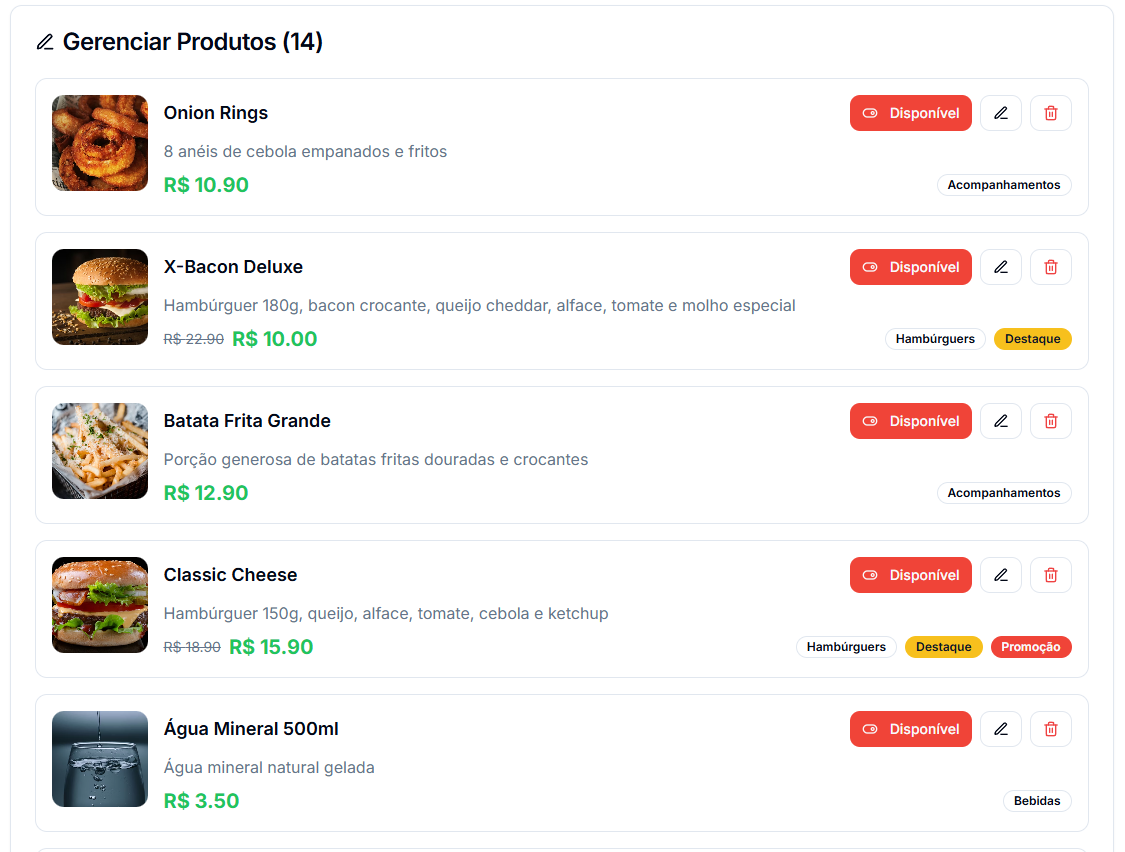 Gerenciar Produtos (14)
Onion Rings
Disponível
8 anéis de cebola empanados e fritos
R$ 10.90
Acompanhamentos
X-Bacon Deluxe
Disponível
Hambúrguer 180g, bacon crocante, queijo cheddar, alface, tomate e molho especial
R$ 22.90 R$ 10.00
Hambúrguers Destaque
Batata Frita Grande
Disponível
Porção generosa de batatas fritas douradas e crocantes
R$ 12.90
Acompanhamentos
Classic Cheese
Disponível
Hambúrguer 150g, queijo, alface, tomate, cebola e ketchup
R$ 18.90 R$ 15.90
Hambúrguers Destaque Promoção
Água Mineral 500ml
Disponível
Água mineral natural gelada
R$ 3.50
Bebidas